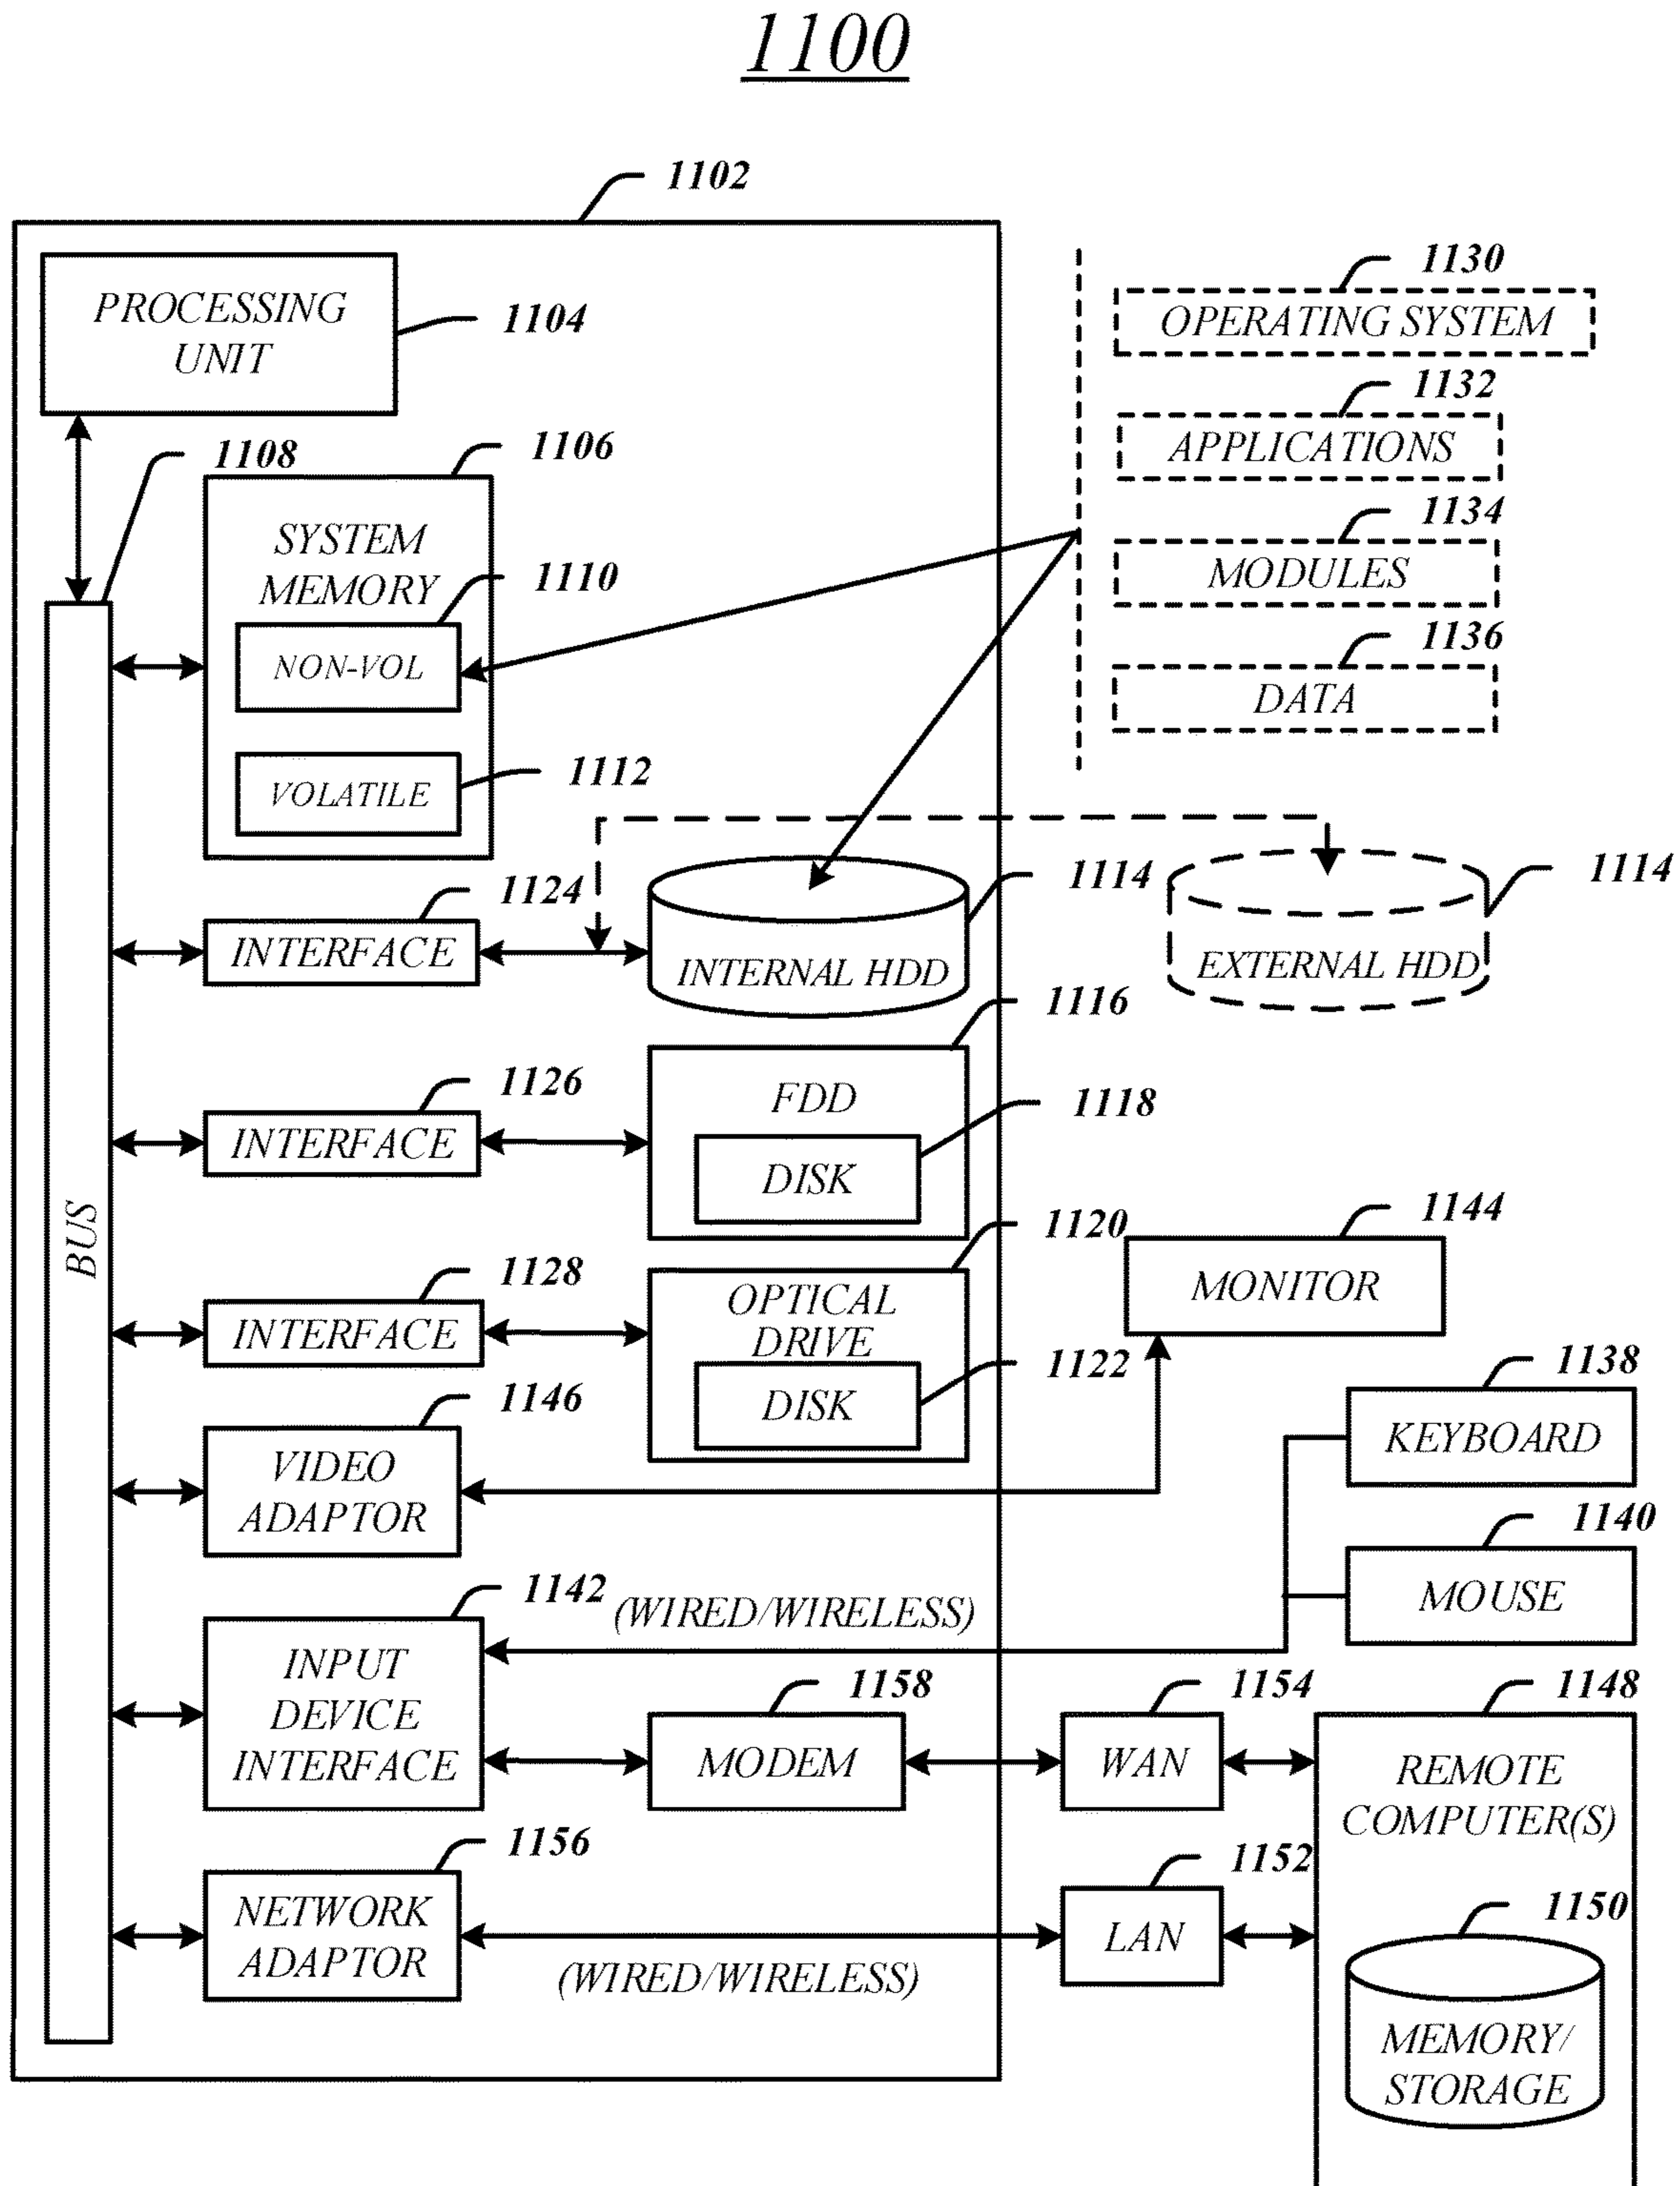 1100
1102
PROCESSING
UNIT
1104
1130
OPERATING SYSTEM
1132
APPLICATIONS
1134
MODULES
1136
DATA
1108
1106
SYSTEM
MEMORY
1110
NON-VOL
1112
VOLATILE
BUS
1124
INTERFACE
1114
INTERNAL HDD
1114
EXTERNAL HDD
1116
FDD
1126
INTERFACE
1118
DISK
1120
OPTICAL
DRIVE
1128
INTERFACE
1122
DISK
1144
MONITOR
1146
VIDEO
ADAPTOR
1138
KEYBOARD
1140
MOUSE
1142
INPUT
DEVICE
INTERFACE
(WIRED/WIRELESS)
1158
MODEM
1154
WAN
1148
REMOTE
COMPUTER(S)
1156
NETWORK
ADAPTOR
(WIRED/WIRELESS)
1152
LAN
1150
MEMORY/
STORAGE